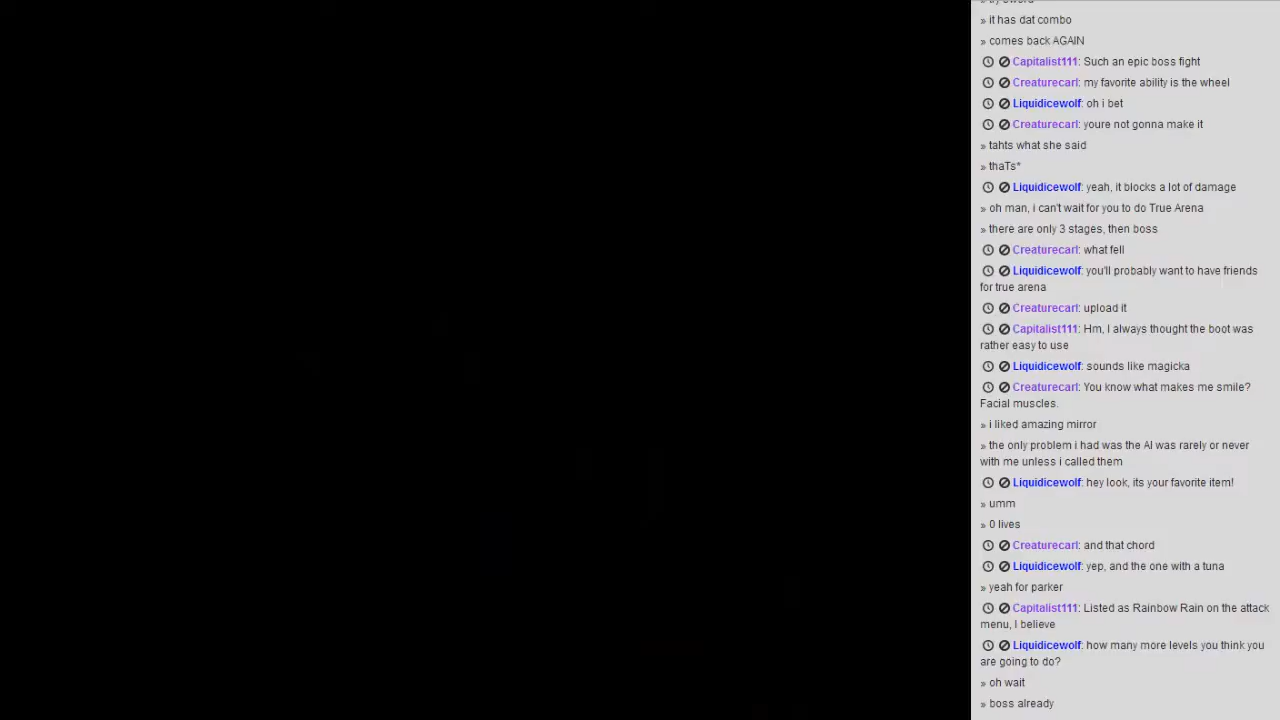 » try Sword
» it has dat combo
» comes back AGAIN
Capitalist111: Such an epic boss fight
Creaturecarl: my favorite ability is the wheel
Liquidicewolf: oh i bet
Creaturecarl: youre not gonna make it
» tahts what she said
» thaTs*
Liquidicewolf: yeah, it blocks a lot of damage
» oh man, i can't wait for you to do True Arena
» there are only 3 stages, then boss
Creaturecarl: what fell
Liquidicewolf: you'll probably want to have friends
for true arena
Creaturecarl: upload it
Capitalist111: Hm, I always thought the boot was
rather easy to use
Liquidicewolf: sounds like magicka
Creaturecarl: You know what makes me smile?
Facial muscles.
» i liked amazing mirror
» the only problem i had was the AI was rarely or never
with me unless i called them
Liquidicewolf: hey look, its your favorite item!
» umm
» 0 lives
Creaturecarl: and that chord
Liquidicewolf: yep, and the one with a tuna
» yeah for parker
Capitalist111: Listed as Rainbow Rain on the attack
menu, I believe
Liquidicewolf: how many more levels you think you
are going to do?
» oh wait
» boss already